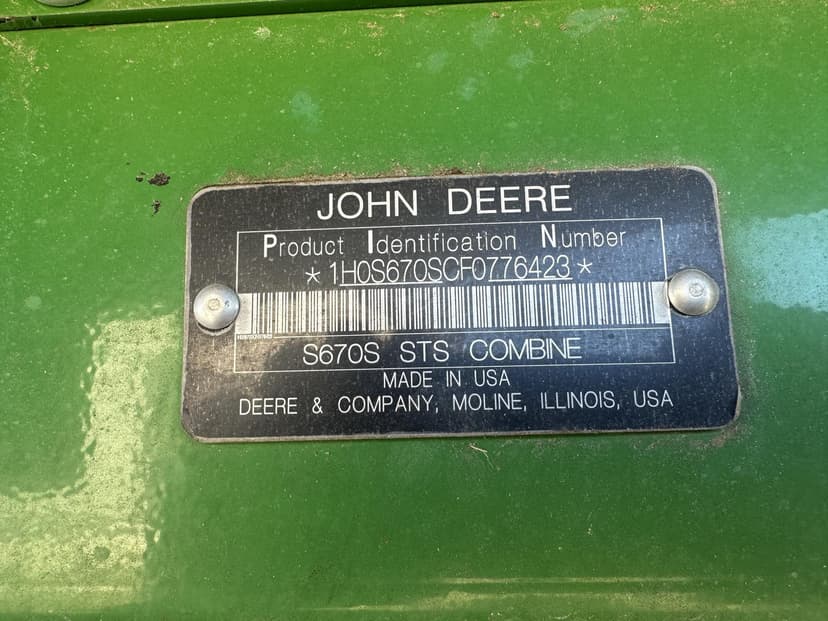 JOHN DEERE
Product Identification Number
*1H0S670SCF0776423*
S670S STS COMBINE
MADE IN USA
DEERE & COMPANY, MOLINE, ILLINOIS, USA